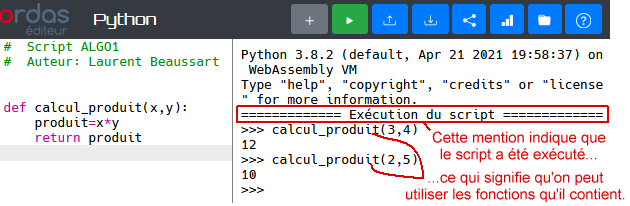 ordas
éditeur
Python
# Script ALGO1
# Auteur: Laurent Beaussart
def calcul_produit(x,y):
produit=x*y
return produit
Python 3.8.2 (default, Apr 21 2021 19:58:37) on
WebAssembly VM
Type "help", "copyright", "credits" or "license
" for more information.
============= Exécution du script =============
>>> calcul_produit(3,4)
12
>>> calcul_produit(2,5)
10
>>>
Cette mention indique que
le script a été exécuté...
...ce qui signifie qu'on peut
utiliser les fonctions qu'il contient.